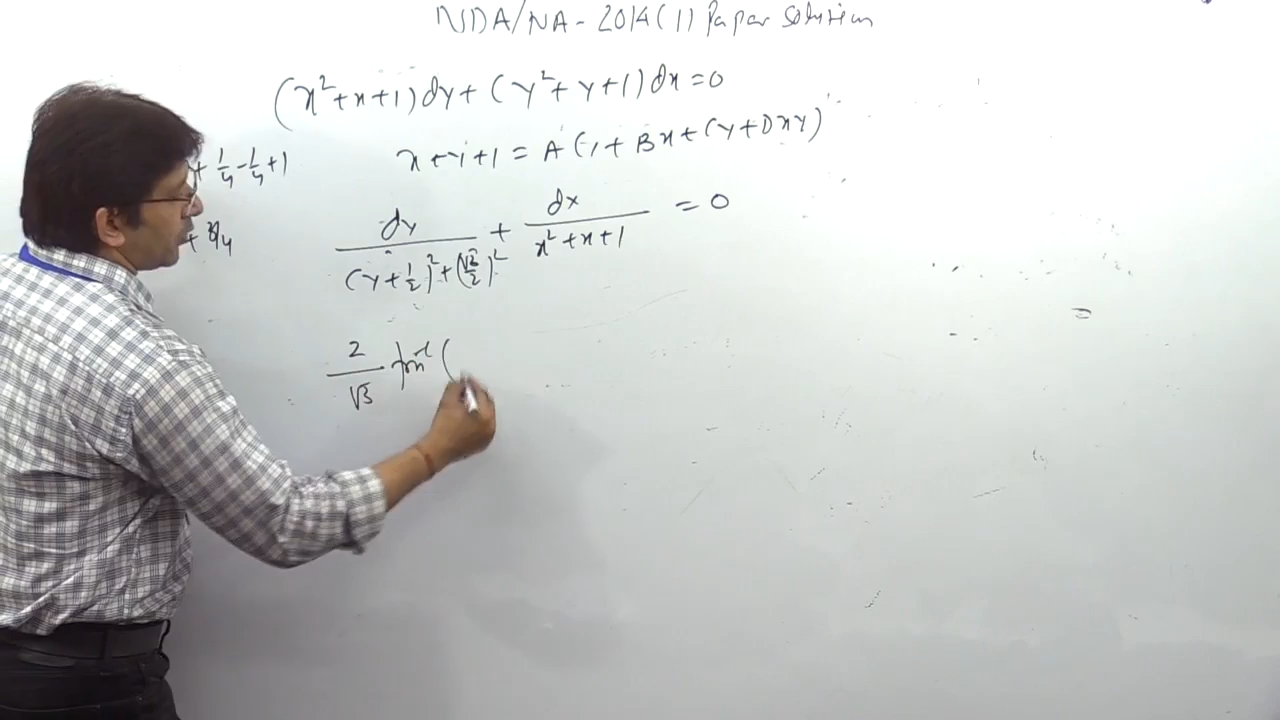 NDA/NA-2014(1) Paper Solution
(x²+x+1)dy+(y²+y+1)dx=0
x+y+1=A(1+Bx+Cy+Dxy)
+ 1/4 - 1/4 + 1
+ 3/4
dy/((y+1/2)²+(√3/2)²) + dx/(x²+x+1) = 0
2/√3 tan⁻¹(